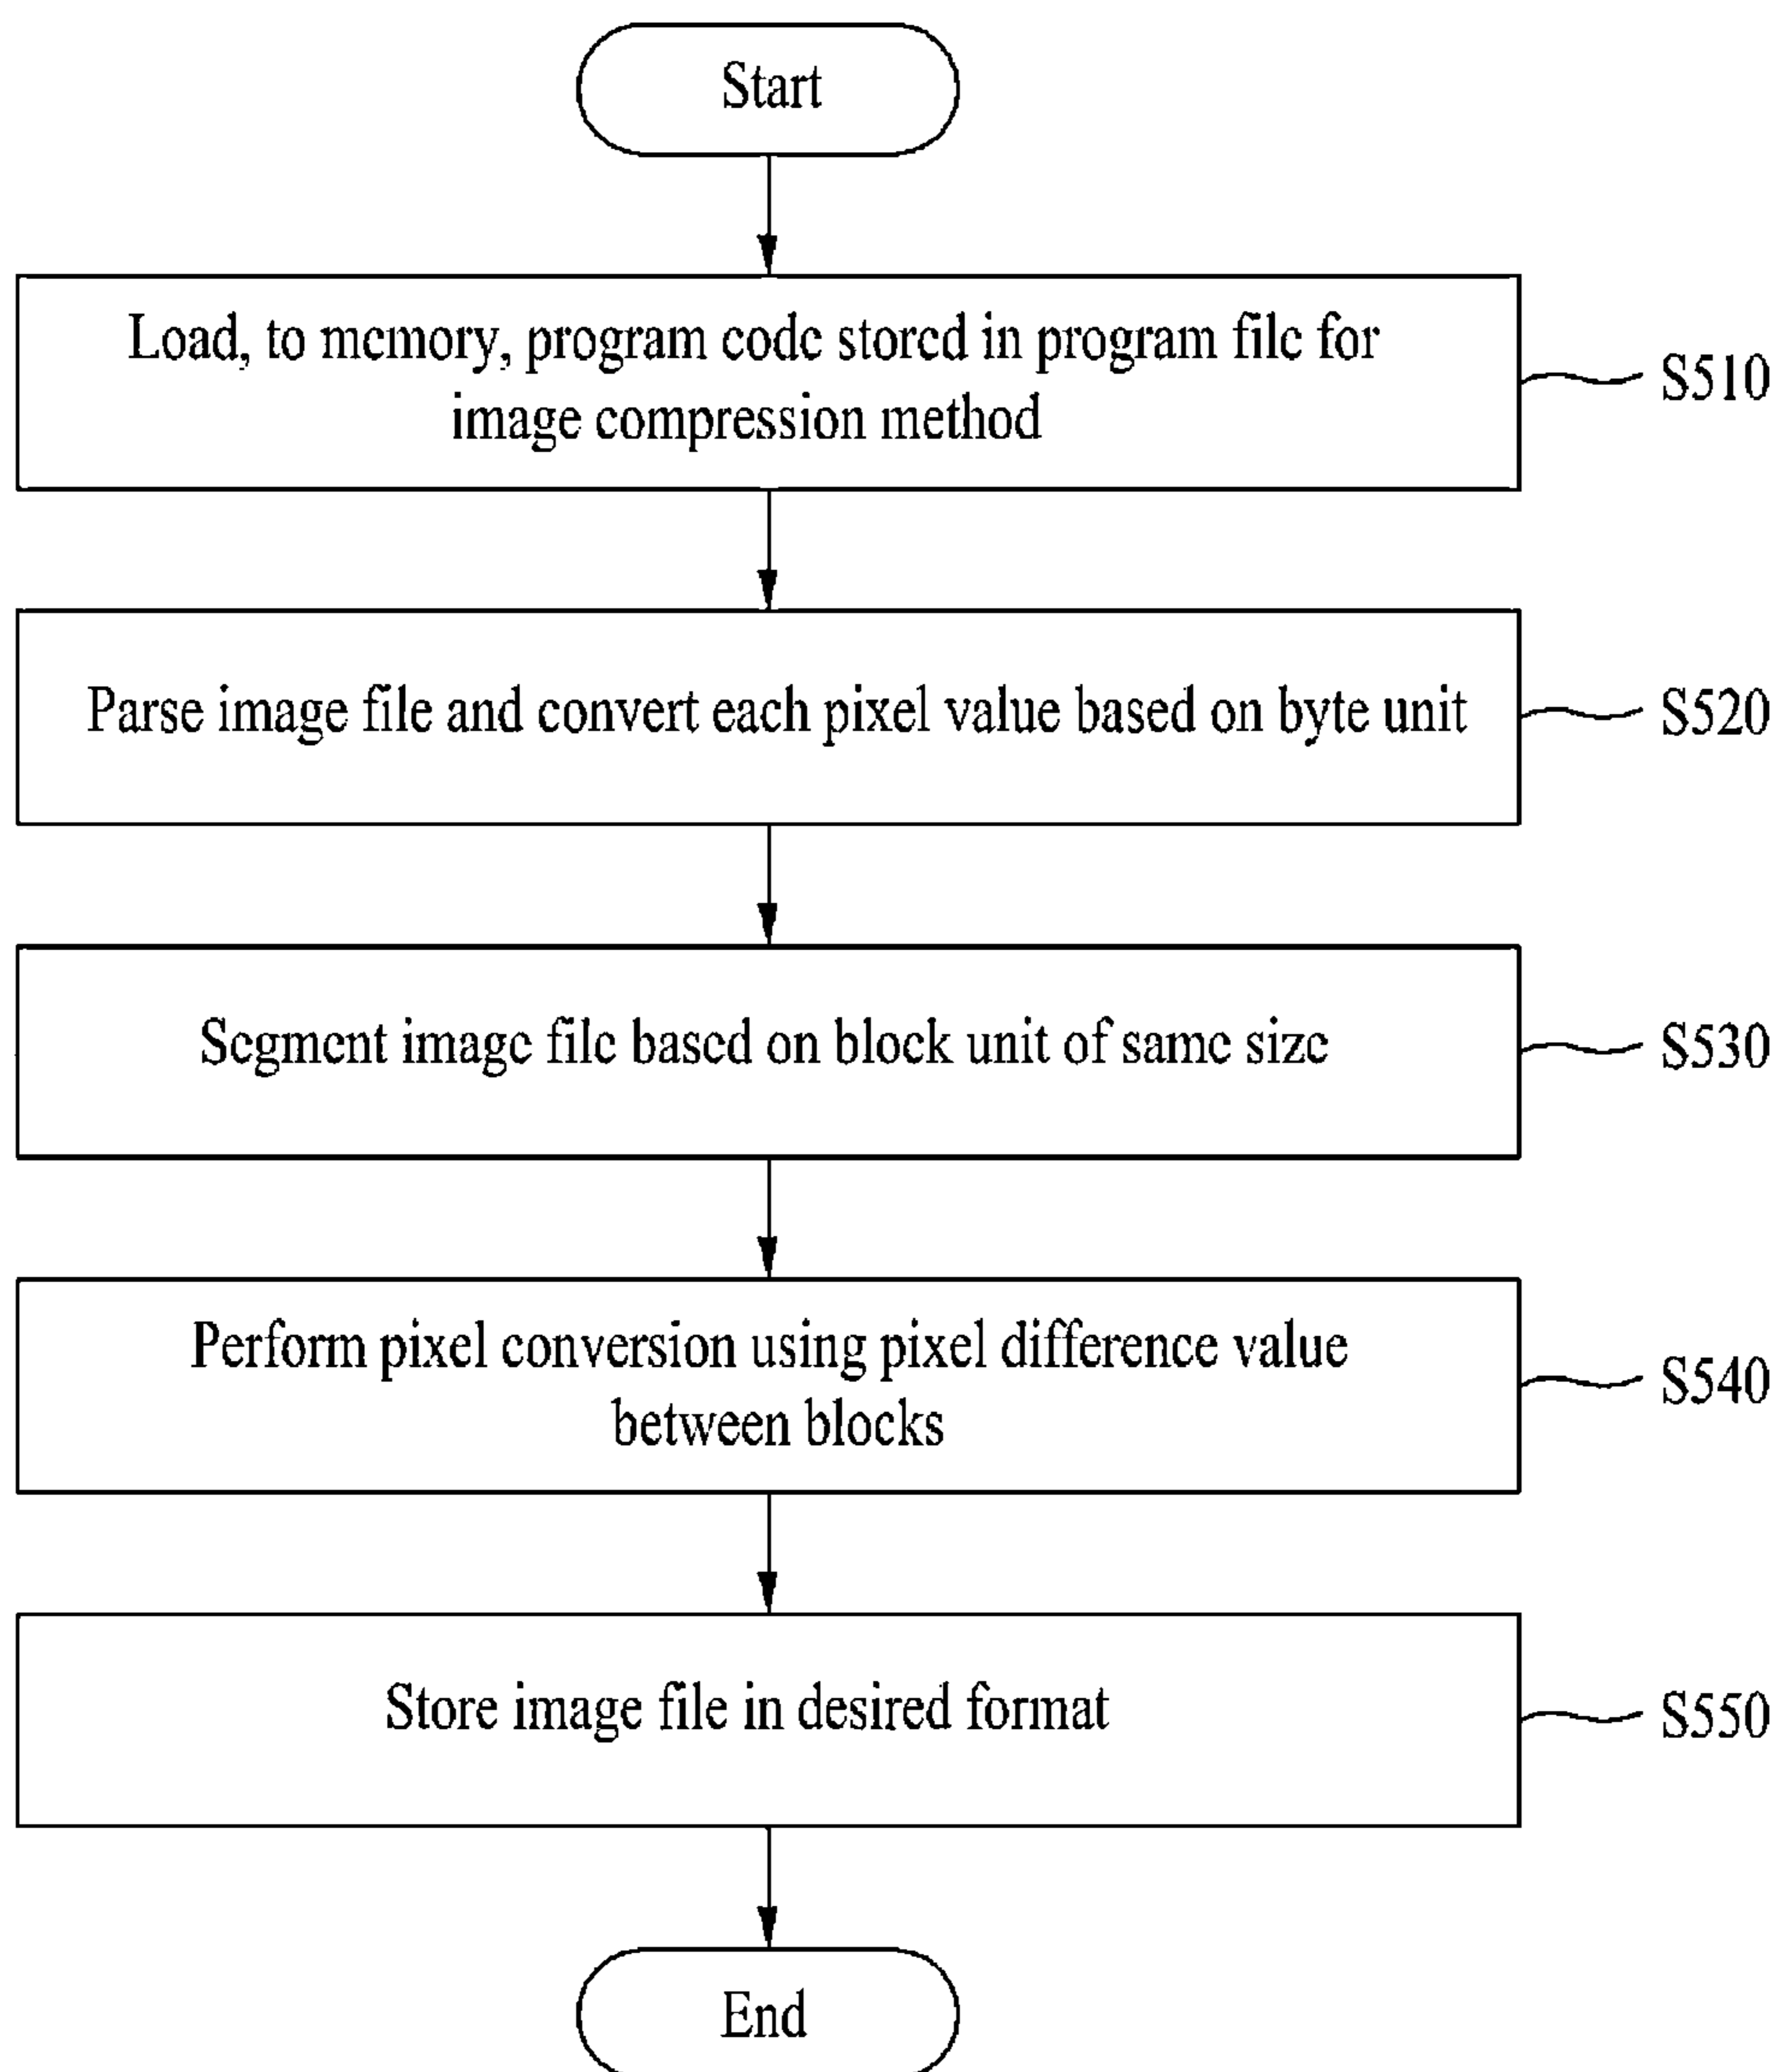 Start
Load, to memory, program code stored in program file for
image compression method
S510
Parse image file and convert each pixel value based on byte unit
S520
Segment image file based on block unit of same size
S530
Perform pixel conversion using pixel difference value
between blocks
S540
Store image file in desired format
S550
End